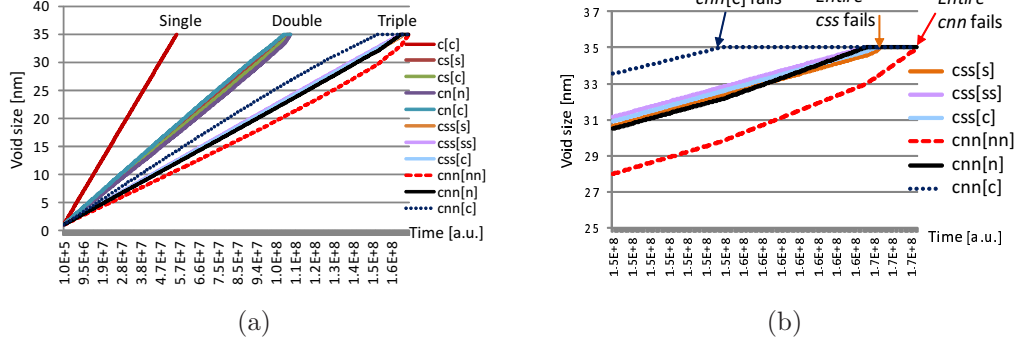 Single Double Triple
40
35
30
25
20
15
10
5
0
Void size [nm]
1.0E+5 9.5E+6 1.9E+7 2.8E+7 3.8E+7 4.7E+7 5.7E+7 6.6E+7 7.5E+7 8.5E+7 9.4E+7 1.0E+8 1.1E+8 1.2E+8 1.3E+8 1.4E+8 1.5E+8 1.6E+8
Time [a.u.]
c[c]
cs[s]
cs[c]
cn[n]
cn[c]
css[s]
css[ss]
css[c]
cnn[nn]
cnn[n]
cnn[c]
(a)
cnn[c] fails
Entire
css fails
Entire
cnn fails
37
35
33
31
29
27
25
Void size [nm]
1.5E+8 1.5E+8 1.5E+8 1.5E+8 1.5E+8 1.5E+8 1.5E+8 1.6E+8 1.6E+8 1.6E+8 1.6E+8 1.6E+8 1.6E+8 1.7E+8 1.7E+8 1.7E+8
Time [a.u.]
css[s]
css[ss]
css[c]
cnn[nn]
cnn[n]
cnn[c]
(b)